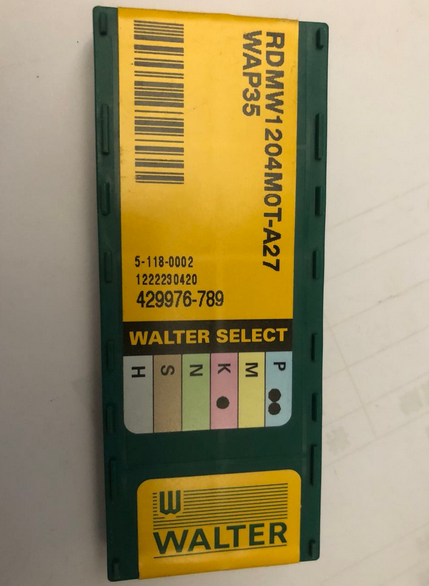 RDMW1204M0T-A27
WAP35
5-118-0002
1222230420
429976-789
WALTER SELECT
P M K N S H
W
WALTER